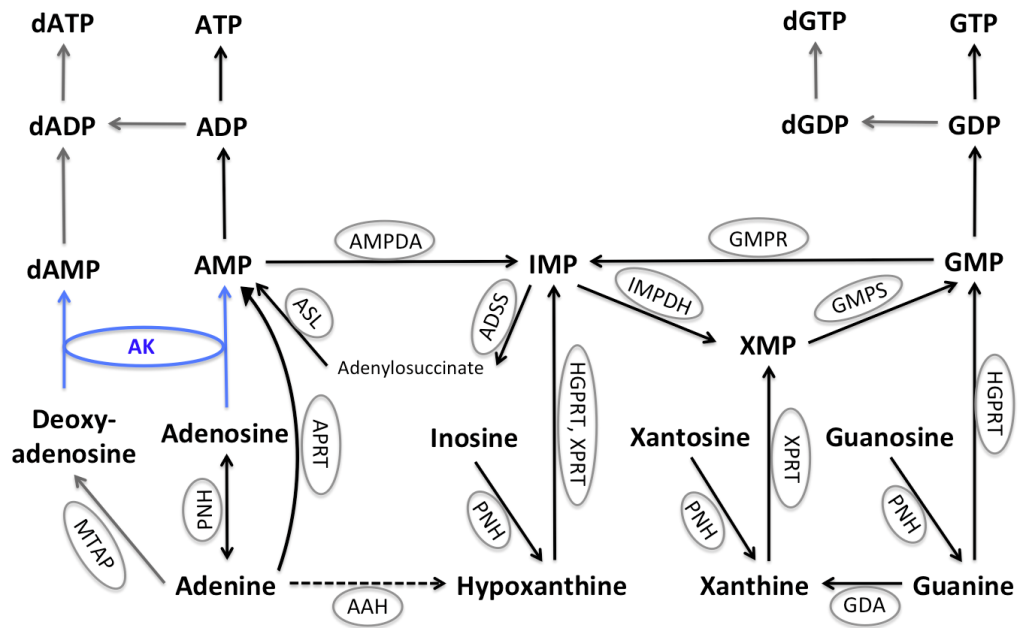 dATP
ATP
dGTP
GTP
dADP
ADP
dGDP
GDP
AMPDA
GMPR
dAMP
AMP
IMP
GMP
ASL
ADSS
IMPDH
GMPS
AK
XMP
Adenylosuccinate
HGPRT, XPRT
HGPRT
Deoxy-
adenosine
Adenosine
APRT
Inosine
Xantosine
XPRT
Guanosine
MTAP
PNH
PNH
PNH
PNH
Adenine
AAH
Hypoxanthine
Xanthine
GDA
Guanine